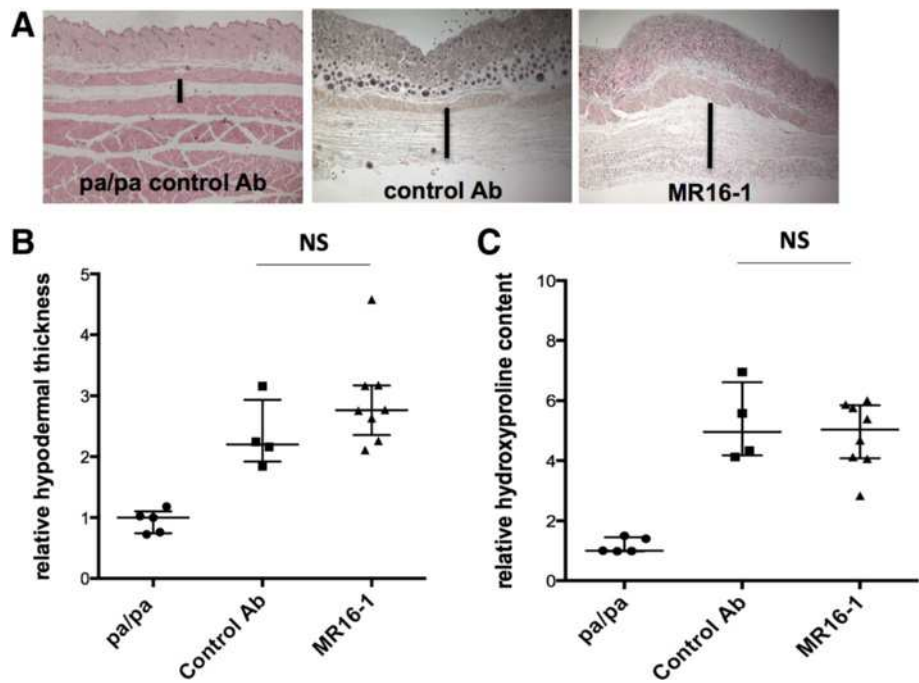 A
pa/pa control Ab
control Ab
MR16-1
B
NS
relative hypodermal thickness
5
4
3
2
1
0
pa/pa
Control Ab
MR16-1
C
NS
relative hydroxyproline content
10
8
6
4
2
0
pa/pa
Control Ab
MR16-1